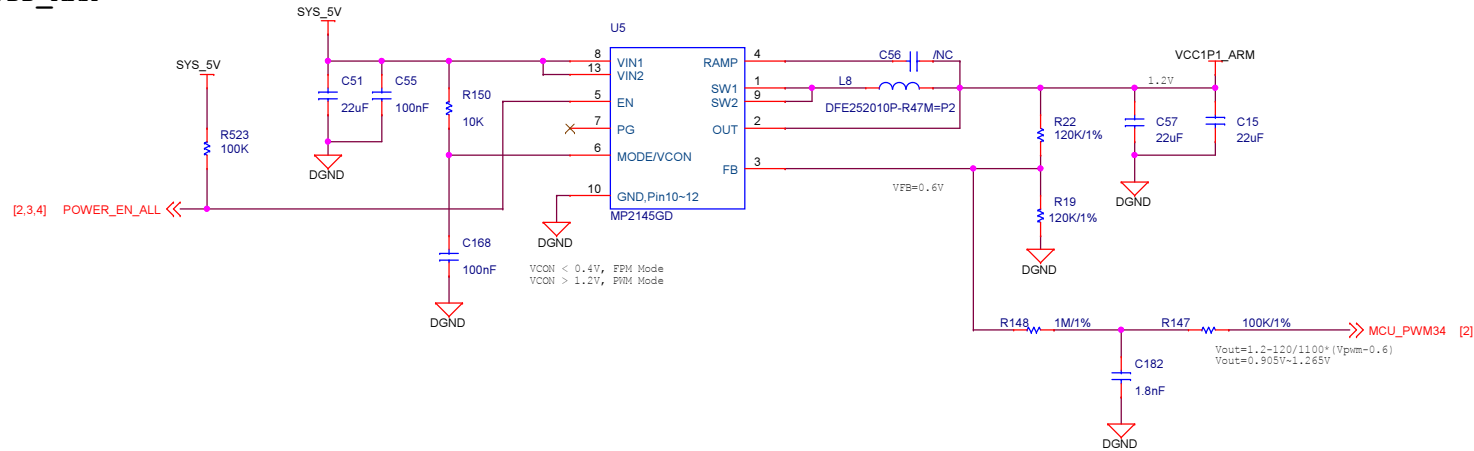 SYS_5V
U5
SYS_5V
C51
22uF
C55
100nF
R150
10K
R523
100K
DGND
8
13
5
7
6
10
VIN1
VIN2
EN
PG
MODE/VCON
GND,Pin10~12
RAMP
SW1
SW2
OUT
FB
4
1
9
2
3
MP2145GD
C56
/NC
L8
DFE252010P-R47M=P2
VCC1P1_ARM
1.2V
R22
120K/1%
C57
22uF
C15
22uF
DGND
VFB=0.6V
R19
120K/1%
DGND
[2,3,4] POWER_EN_ALL
DGND
C168
100nF
DGND
VCON < 0.4V, FPM Mode
VCON > 1.2V, PWM Mode
R148
1M/1%
R147
100K/1%
MCU_PWM34 [2]
Vout=1.2-120/1100*(Vpwm-0.6)
Vout=0.905V~1.265V
C182
1.8nF
DGND